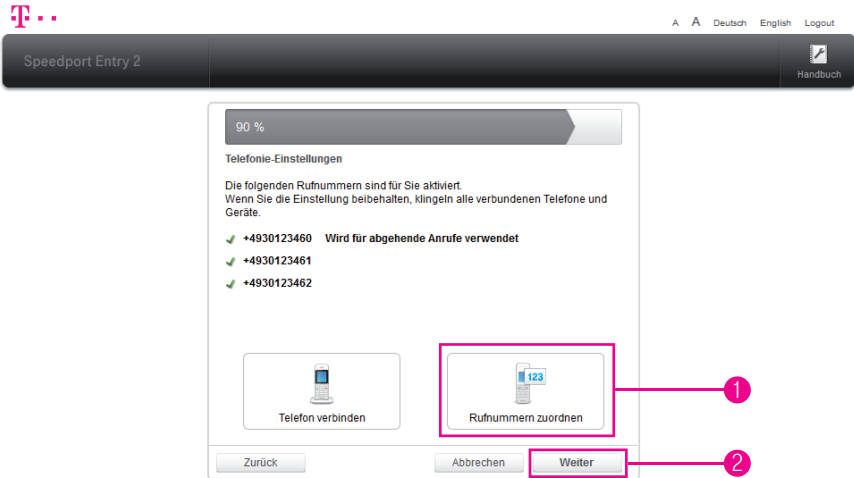 T · ·
A A Deutsch English Logout
Speedport Entry 2
Handbuch
90 %
Telefonie-Einstellungen
Die folgenden Rufnummern sind für Sie aktiviert.
Wenn Sie die Einstellung beibehalten, klingeln alle verbundenen Telefone und
Geräte.
+4930123460 Wird für abgehende Anrufe verwendet
+4930123461
+4930123462
123
Telefon verbinden
Rufnummern zuordnen
1
Zurück
Abbrechen
Weiter
2